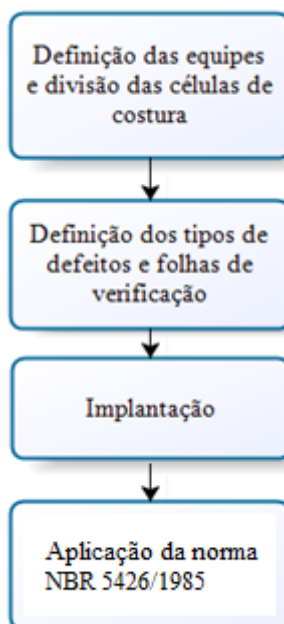 Definição das equipes
e divisão das células de
costura
Definição dos tipos de
defeitos e folhas de
verificação
Implantação
Aplicação da norma
NBR 5426/1985